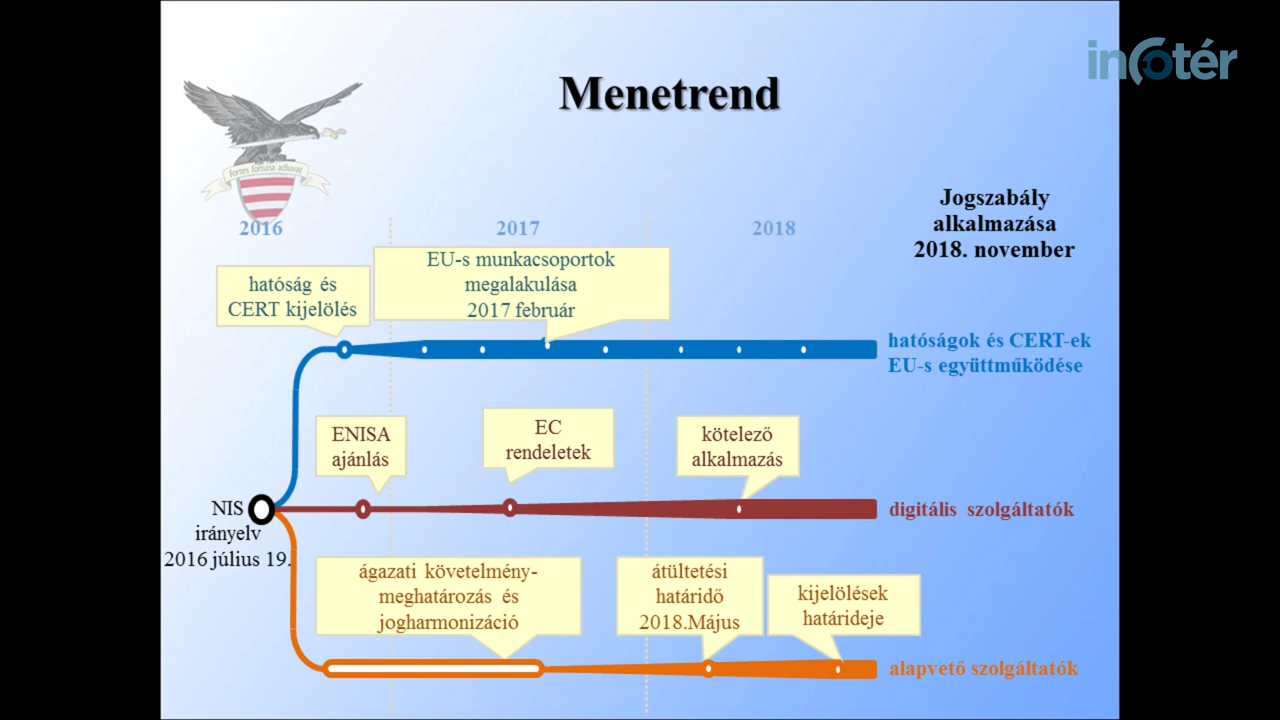 infotér
Menetrend
fortes fortuna adiuvat
Jogszabály
alkalmazása
2018. november
2016
2017
2018
EU-s munkacsoportok
megalakulása
2017 február
hatóság és
CERT kijelölés
hatóságok és CERT-ek
EU-s együttműködése
ENISA
ajánlás
EC
rendeletek
kötelező
alkalmazás
NIS
irányelv
2016 július 19.
digitális szolgáltatók
ágazati követelmény-
meghatározás és
jogharmonizáció
átültetési
határidő
2018.Május
kijelölések
határideje
alapvető szolgáltatók